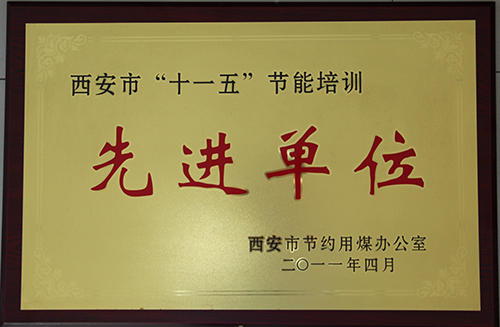 西安市“十一五”节能培训
先进单位
西安市节约用煤办公室
二〇一一年四月